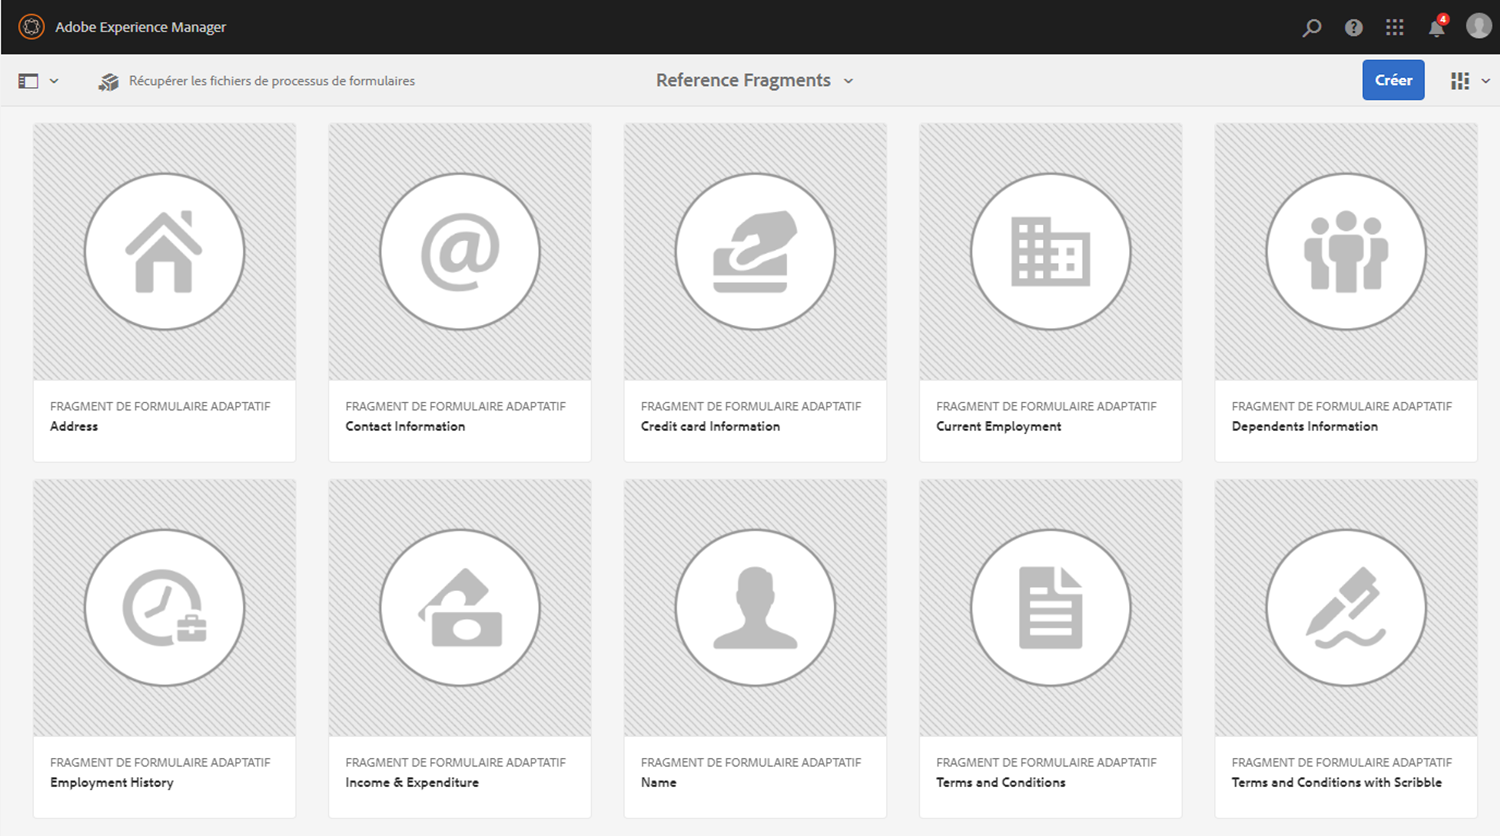 Adobe Experience Manager
4
Récupérer les fichiers de processus de formulaires
Reference Fragments
Créer
FRAGMENT DE FORMULAIRE ADAPTATIF
Address
FRAGMENT DE FORMULAIRE ADAPTATIF
Contact Information
FRAGMENT DE FORMULAIRE ADAPTATIF
Credit card Information
FRAGMENT DE FORMULAIRE ADAPTATIF
Current Employment
FRAGMENT DE FORMULAIRE ADAPTATIF
Dependents Information
FRAGMENT DE FORMULAIRE ADAPTATIF
Employment History
FRAGMENT DE FORMULAIRE ADAPTATIF
Income & Expenditure
FRAGMENT DE FORMULAIRE ADAPTATIF
Name
FRAGMENT DE FORMULAIRE ADAPTATIF
Terms and Conditions
FRAGMENT DE FORMULAIRE ADAPTATIF
Terms and Conditions with Scribble